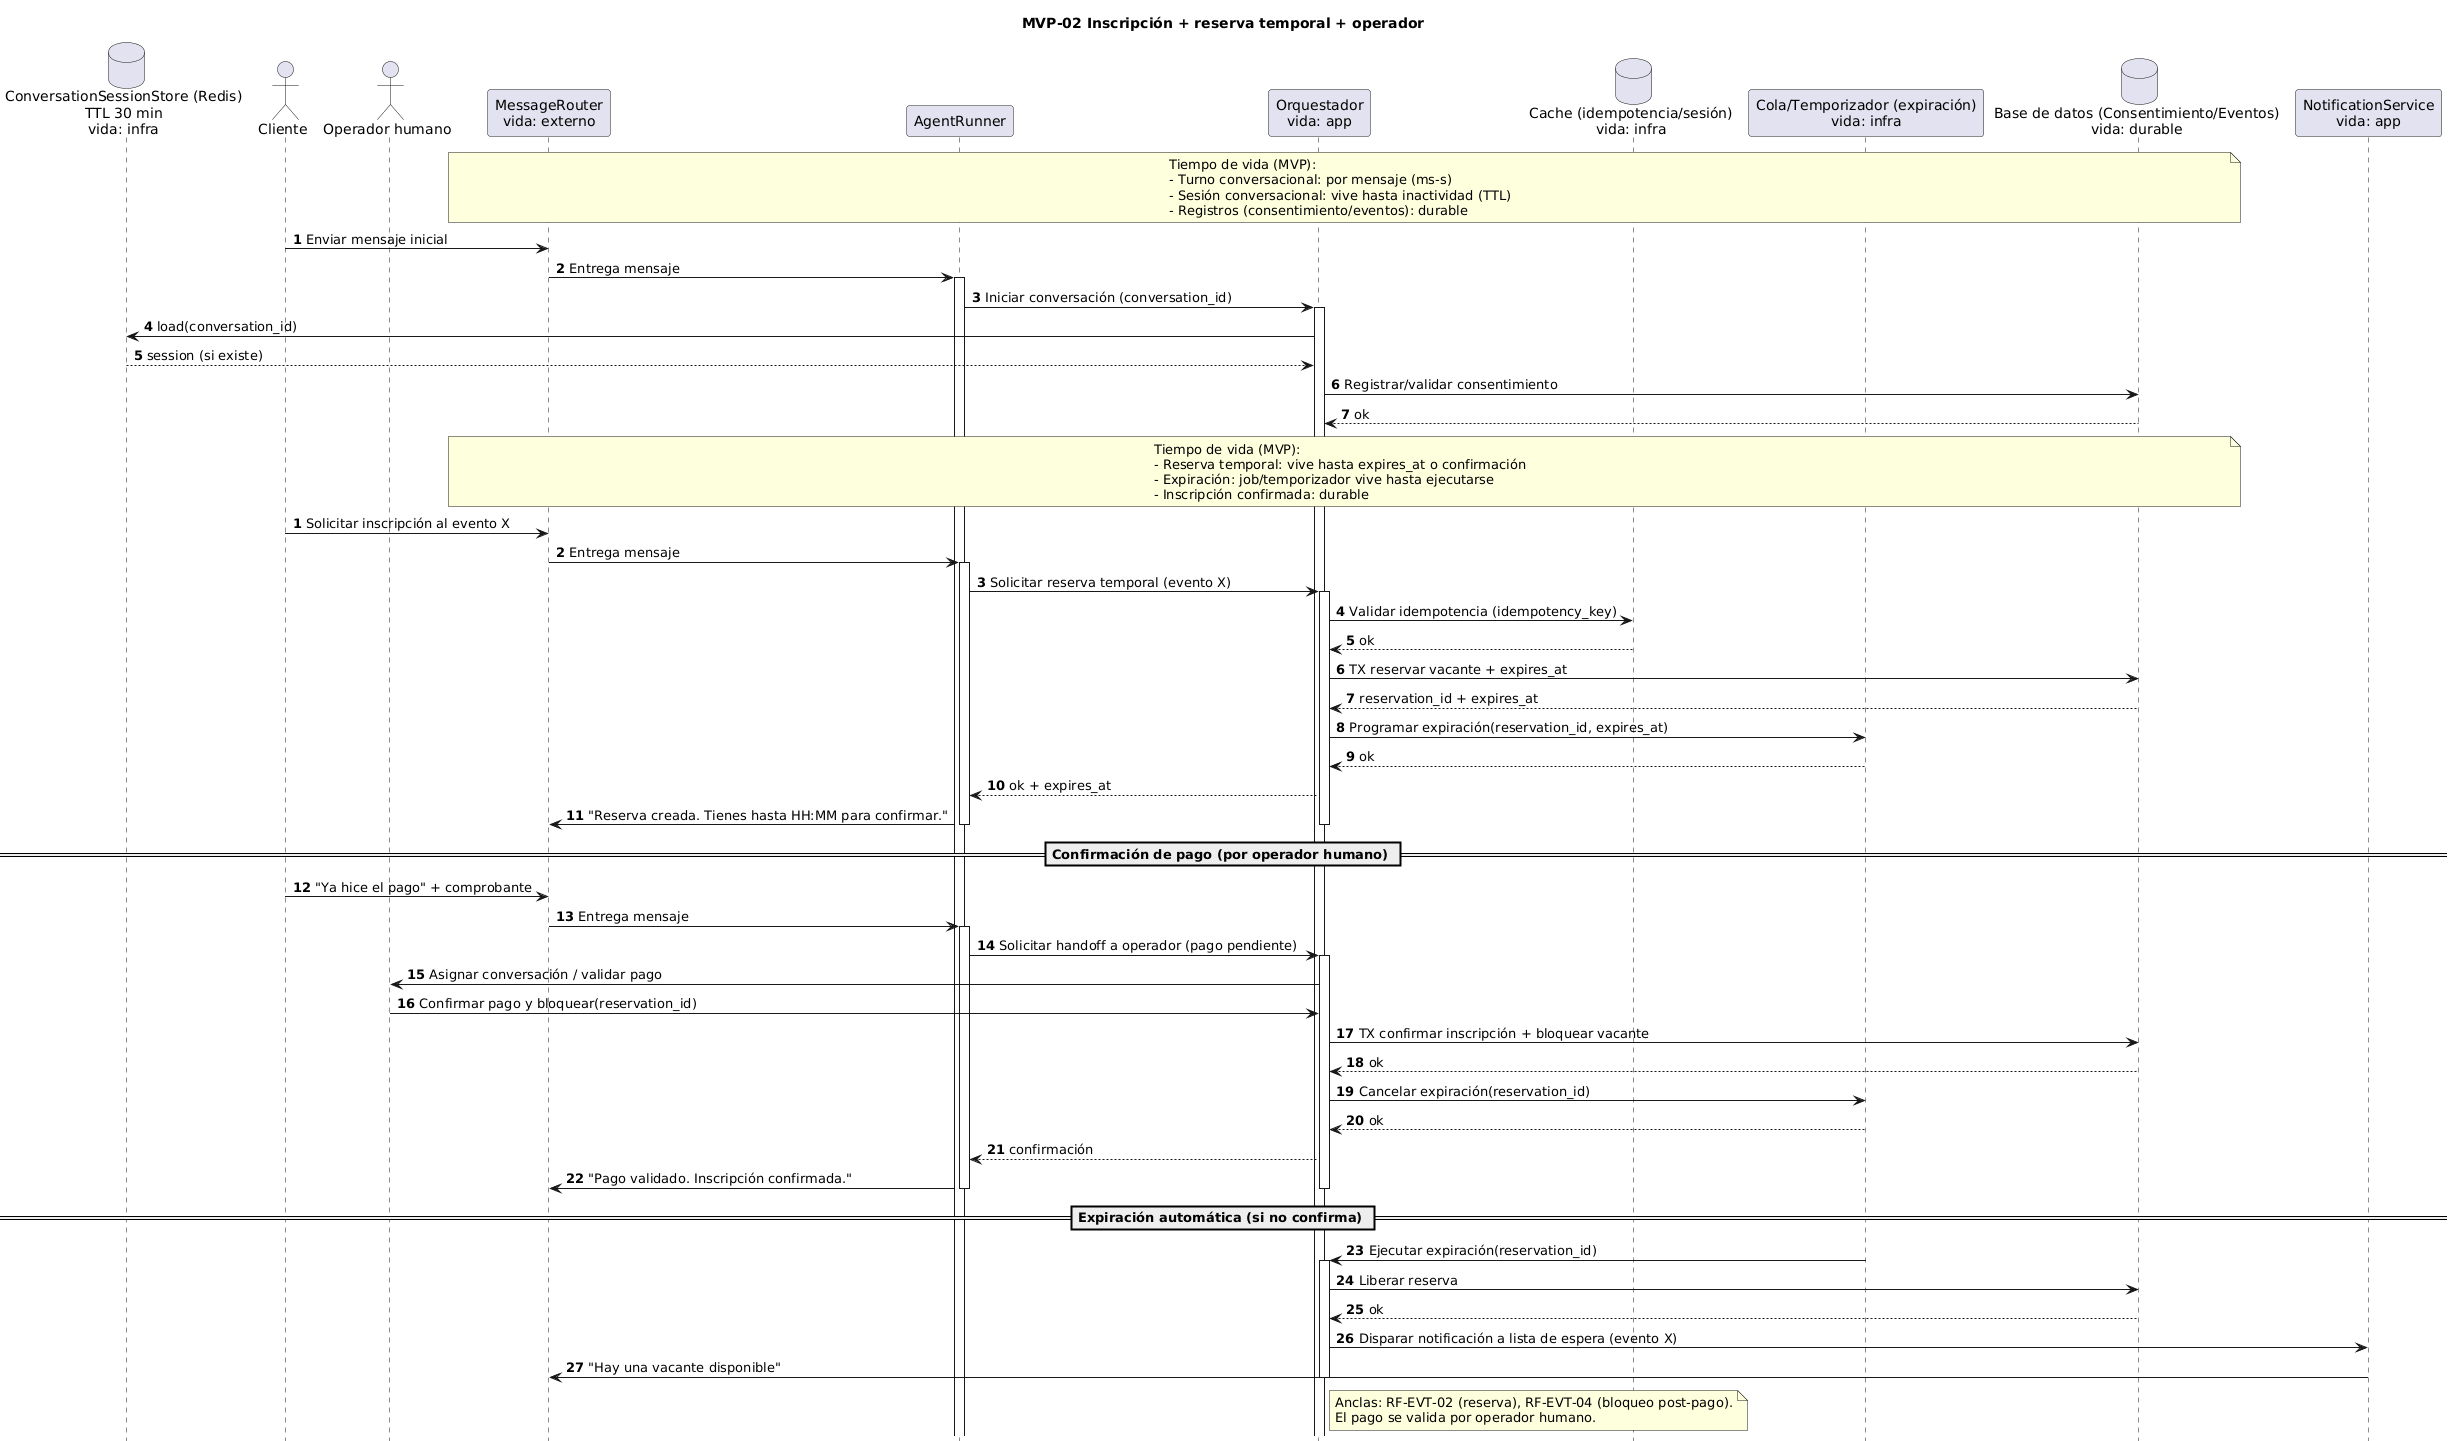 MVP-02 Inscripción + reserva temporal + operador
ConversationSessionStore (Redis)
TTL 30 min
vida: infra
Cliente
Operador humano
MessageRouter
vida: externo
AgentRunner
Orquestador
vida: app
Cache (idempotencia/sesión)
vida: infra
Cola/Temporizador (expiración)
vida: infra
Base de datos (Consentimiento/Eventos)
vida: durable
NotificationService
vida: app
Tiempo de vida (MVP):
- Turno conversacional: por mensaje (ms-s)
- Sesión conversacional: vive hasta inactividad (TTL)
- Registros (consentimiento/eventos): durable
1 Enviar mensaje inicial
2 Entrega mensaje
3 Iniciar conversación (conversation_id)
4 load(conversation_id)
5 session (si existe)
6 Registrar/validar consentimiento
7 ok
Tiempo de vida (MVP):
- Reserva temporal: vive hasta expires_at o confirmación
- Expiración: job/temporizador vive hasta ejecutarse
- Inscripción confirmada: durable
1 Solicitar inscripción al evento X
2 Entrega mensaje
3 Solicitar reserva temporal (evento X)
4 Validar idempotencia (idempotency_key)
5 ok
6 TX reservar vacante + expires_at
7 reservation_id + expires_at
8 Programar expiración(reservation_id, expires_at)
9 ok
10 ok + expires_at
11 "Reserva creada. Tienes hasta HH:MM para confirmar."
Confirmación de pago (por operador humano)
12 "Ya hice el pago" + comprobante
13 Entrega mensaje
14 Solicitar handoff a operador (pago pendiente)
15 Asignar conversación / validar pago
16 Confirmar pago y bloquear(reservation_id)
17 TX confirmar inscripción + bloquear vacante
18 ok
19 Cancelar expiración(reservation_id)
20 ok
21 confirmación
22 "Pago validado. Inscripción confirmada."
Expiración automática (si no confirma)
23 Ejecutar expiración(reservation_id)
24 Liberar reserva
25 ok
26 Disparar notificación a lista de espera (evento X)
27 "Hay una vacante disponible"
Anclas: RF-EVT-02 (reserva), RF-EVT-04 (bloqueo post-pago).
El pago se valida por operador humano.